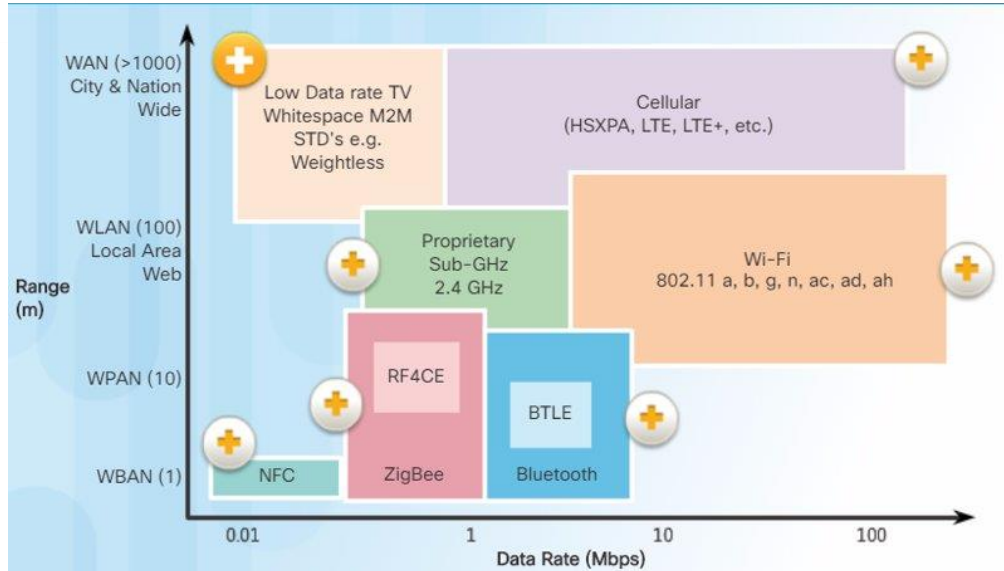 WAN (>1000)
City & Nation
Wide
Low Data rate TV
Whitespace M2M
STD's e.g.
Weightless
Cellular
(HSXPA, LTE, LTE+, etc.)
WLAN (100)
Local Area
Web
Proprietary
Sub-GHz
2.4 GHz
Wi-Fi
802.11 a, b, g, n, ac, ad, ah
Range
(m)
WPAN (10)
RF4CE
BTLE
WBAN (1)
NFC
ZigBee
Bluetooth
0.01
1
10
100
Data Rate (Mbps)